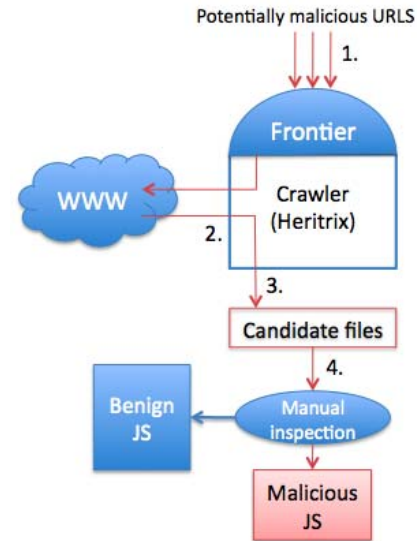 Potentially malicious URLS
1.
Frontier
WWW
Crawler
(Heritrix)
2.
3.
Candidate files
4.
Benign
JS
Manual
inspection
Malicious
JS